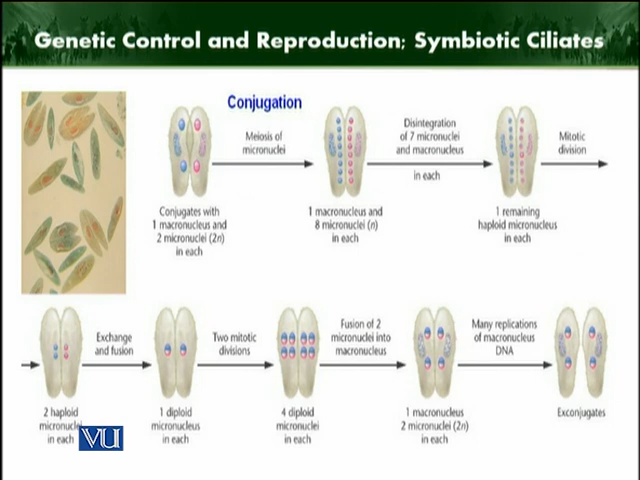 Genetic Control and Reproduction; Symbiotic Ciliates
Conjugation
Meiosis of
micronuclei
Disintegration
of 7 micronuclei
and macronucleus
in each
Mitotic
division
Conjugates with
1 macronucleus and
2 micronuclei (2n)
in each
1 macronucleus and
8 micronuclei (n)
in each
1 remaining
haploid micronucleus
in each
Exchange
and fusion
Two mitotic
divisions
Fusion of 2
micronuclei into
macronucleus
Many replications
of macronucleus
DNA
2 haploid
micronuclei
in each
1 diploid
micronucleus
in each
4 diploid
micronuclei
in each
1 macronucleus
2 micronuclei (2n)
in each
Exconjugates
VU